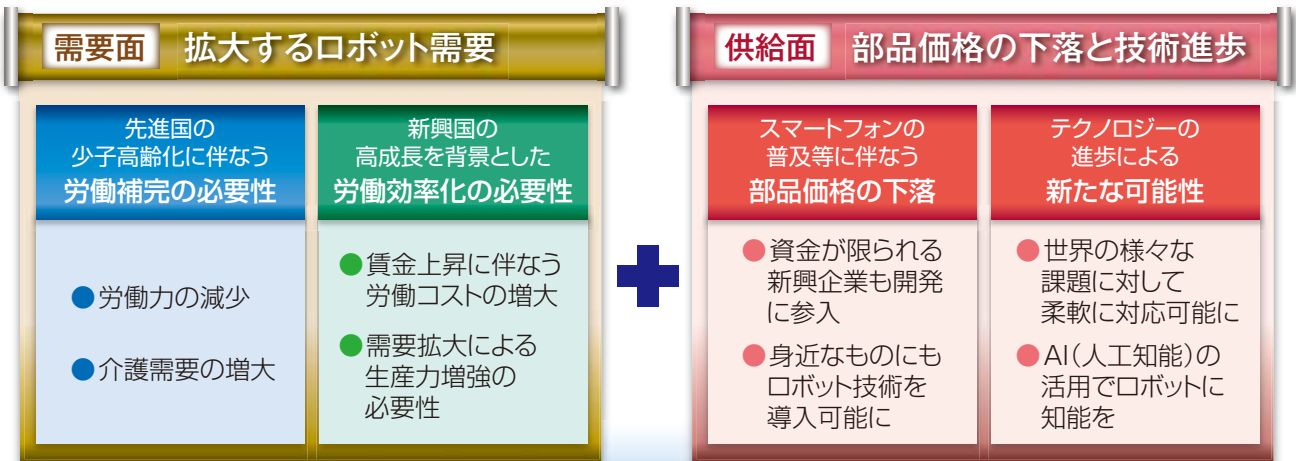 需要面 拡大するロボット需要
先進国の
少子高齢化に伴なう
労働補完の必要性
●労働力の減少
●介護需要の増大
新興国の
高成長を背景とした
労働効率化の必要性
●賃金上昇に伴なう
労働コストの増大
●需要拡大による
生産力増強の
必要性
供給面 部品価格の下落と技術進歩
スマートフォンの
普及等に伴なう
部品価格の下落
●資金が限られる
新興企業も開発
に参入
●身近なものにも
ロボット技術を
導入可能に
テクノロジーの
進歩による
新たな可能性
●世界の様々な
課題に対して
柔軟に対応可能に
●AI(人工知能)の
活用でロボットに
知能を